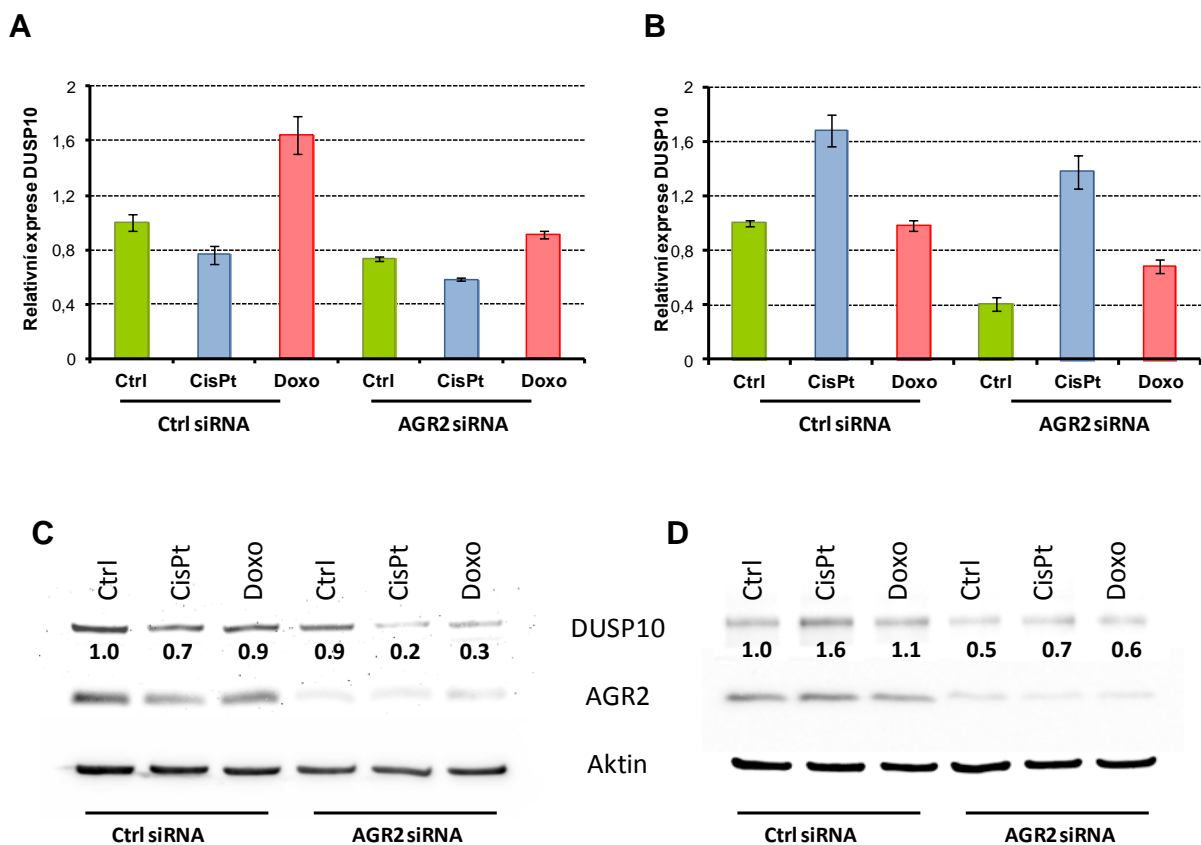 A
B
Relativní exprese DUSP10
2
1,6
1,2
0,8
0,4
0
Ctrl CisPt Doxo Ctrl CisPt Doxo
Ctrl siRNA AGR2 siRNA
Relativní exprese DUSP10
2
1,6
1,2
0,8
0,4
0
Ctrl CisPt Doxo Ctrl CisPt Doxo
Ctrl siRNA AGR2 siRNA
C
D
Ctrl CisPt Doxo Ctrl CisPt Doxo
Ctrl CisPt Doxo Ctrl CisPt Doxo
DUSP10
1.0 0.7 0.9 0.9 0.2 0.3
1.0 1.6 1.1 0.5 0.7 0.6
AGR2
Aktin
Ctrl siRNA AGR2 siRNA
Ctrl siRNA AGR2 siRNA